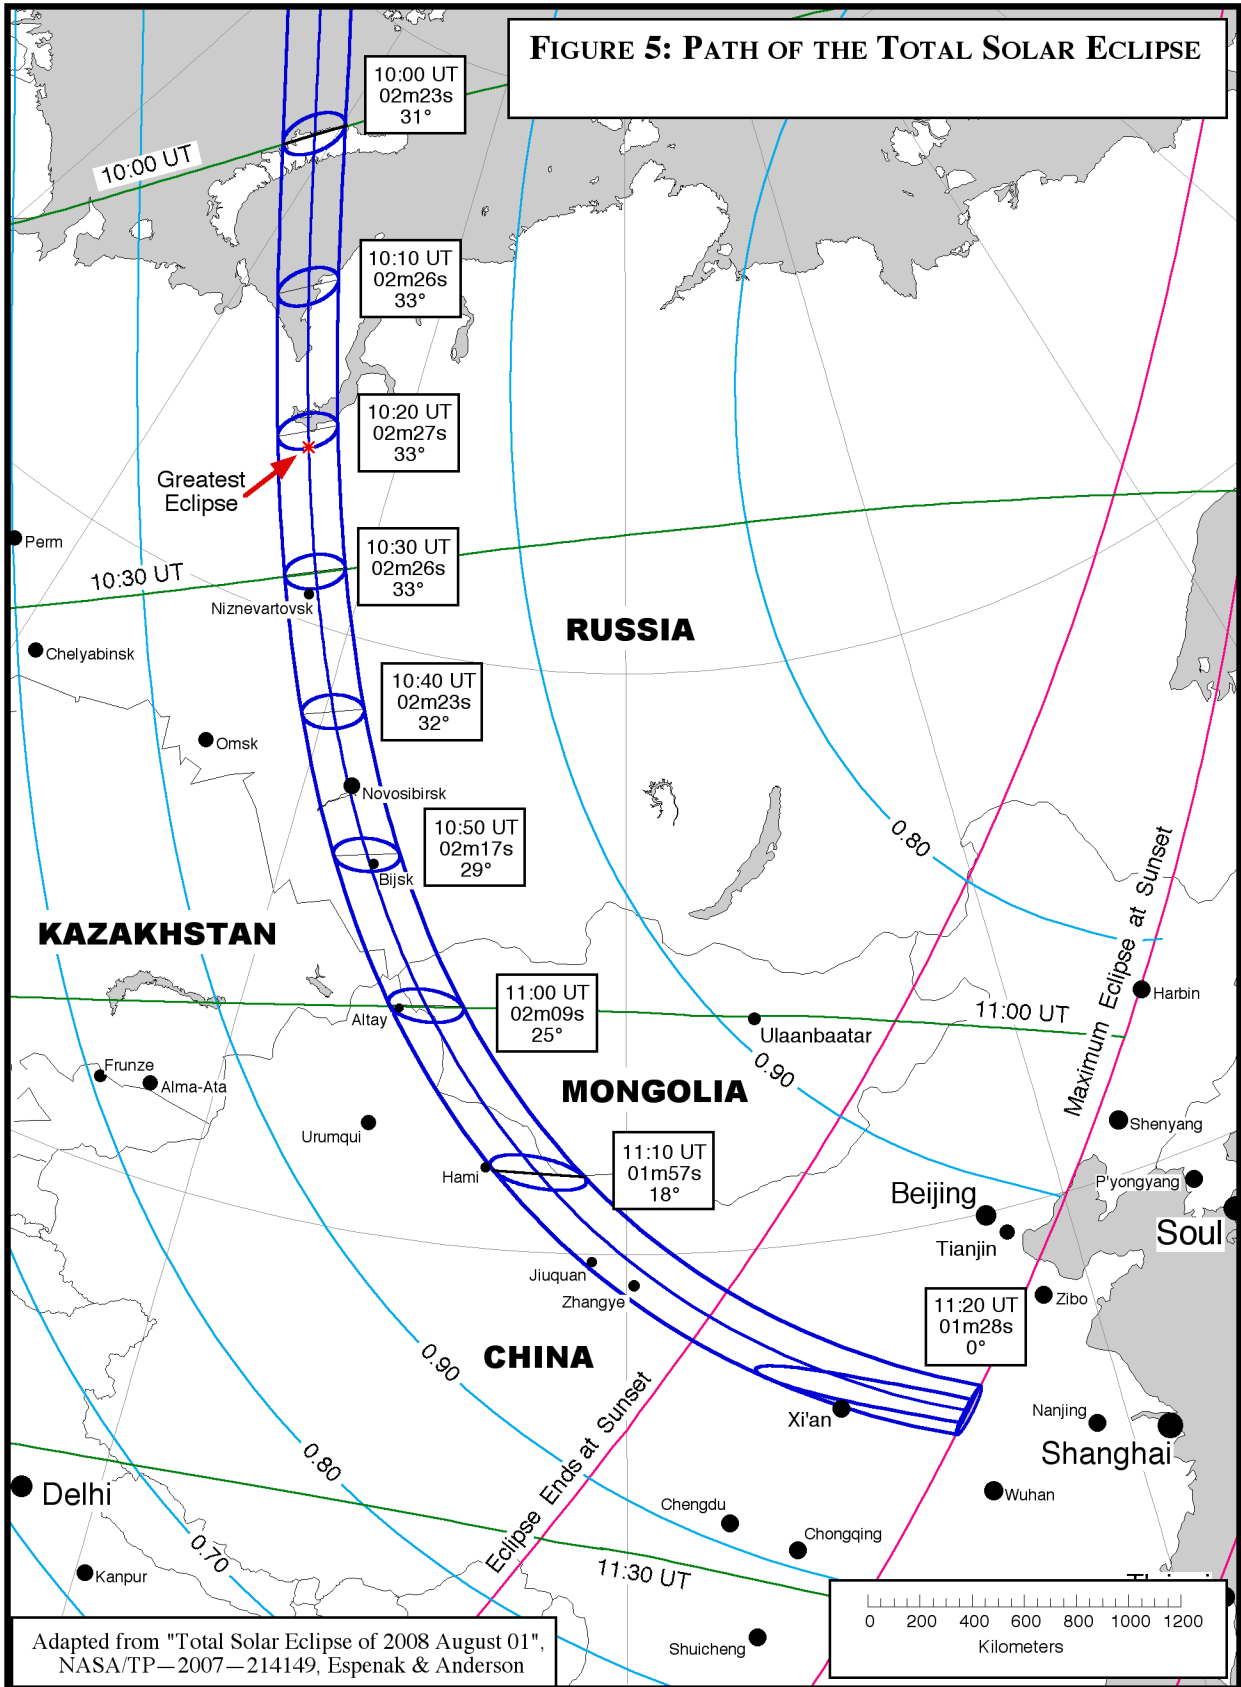 FIGURE 5: PATH OF THE TOTAL SOLAR ECLIPSE
10:00 UT
02m23s
31°
10:00 UT
10:10 UT
02m26s
33°
10:20 UT
02m27s
33°
Greatest
Eclipse
Perm
10:30 UT
02m26s
33°
10:30 UT
Niznevartovsk
RUSSIA
Chelyabinsk
10:40 UT
02m23s
32°
Omsk
Novosibirsk
10:50 UT
02m17s
29°
0.80
Bijsk
KAZAKHSTAN
Maximum Eclipse at Sunset
11:00 UT
02m09s
25°
Harbin
11:00 UT
Altay
Ulaanbaatar
Frunze
Alma-Ata
0.90
MONGOLIA
Urumqui
Shenyang
11:10 UT
01m57s
18°
Hami
P'yongyang
Beijing
Soul
Tianjin
Jiuquan
Zhangye
11:20 UT
01m28s
0°
Zibo
CHINA
0.90
Eclipse Ends at Sunset
Xi'an
Nanjing
Shanghai
0.80
Delhi
Wuhan
Chengdu
Chongqing
0.70
11:30 UT
Kanpur
0 200 400 600 800 1000 1200
Kilometers
Shuicheng
Adapted from "Total Solar Eclipse of 2008 August 01",
NASA/TP—2007—214149, Espenak & Anderson